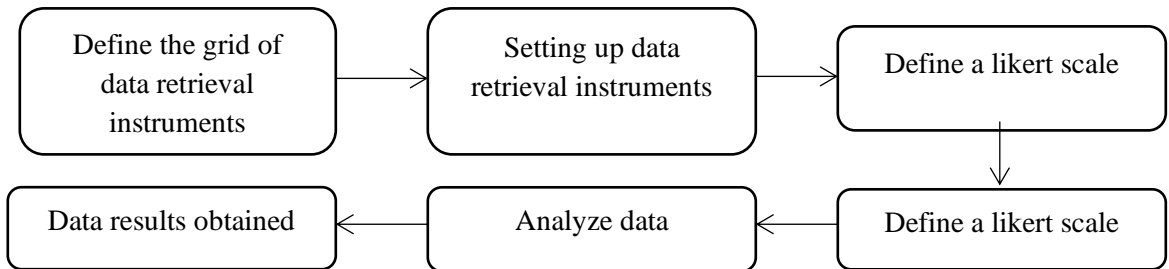 Define the grid of
data retrieval
instruments
Setting up data
retrieval instruments
Define a likert scale
Define a likert scale
Analyze data
Data results obtained